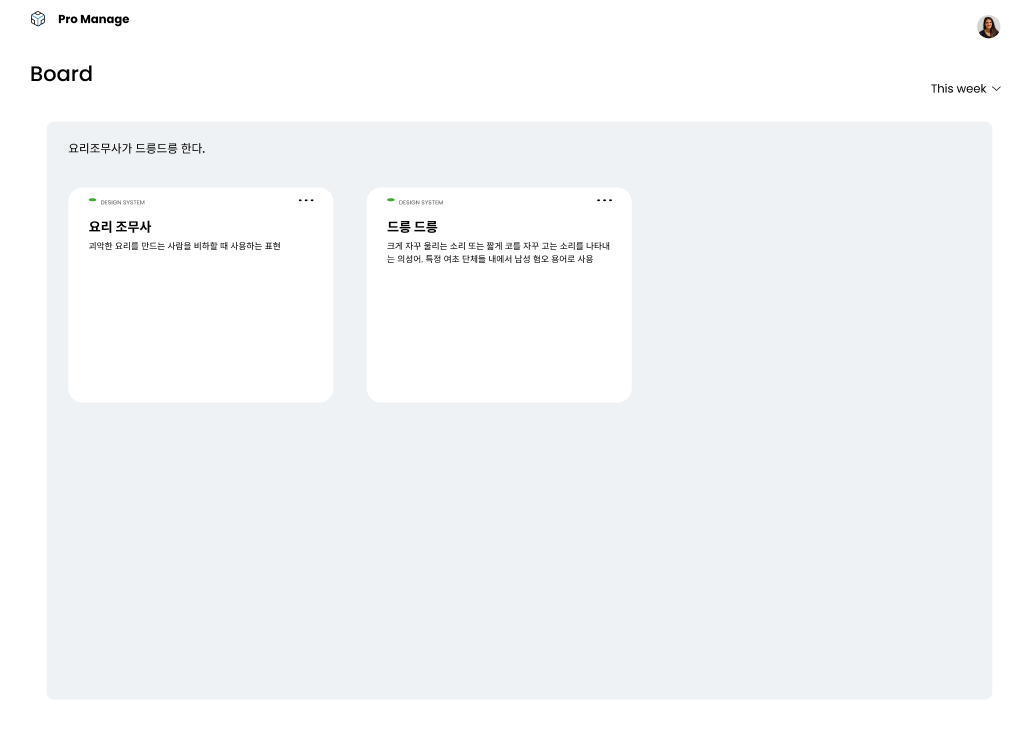 Pro Manage
Board
This week
요리조무사가 드릉드릉 한다.
DESIGN SYSTEM
요리 조무사
괴악한 요리를 만드는 사람을 비하할 때 사용하는 표현
DESIGN SYSTEM
드릉 드릉
크게 자꾸 울리는 소리 또는 짧게 코를 자꾸 고는 소리를 나타내
는 의성어. 특정 여초 단체들 내에서 남성 혐오 용어로 사용